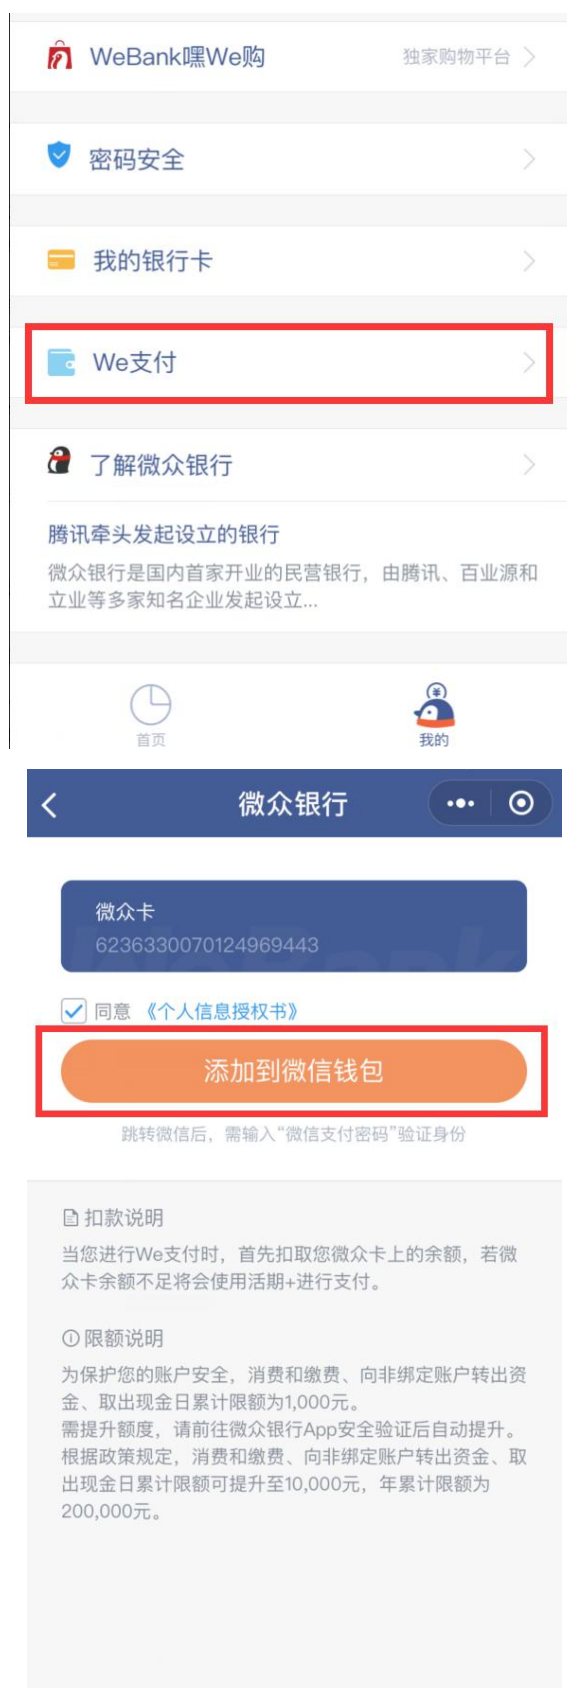 WeBank嘿We购
独家购物平台
密码安全
我的银行卡
We支付
了解微众银行
腾讯牵头发起设立的银行
微众银行是国内首家开业的民营银行，由腾讯、百业源和
立业等多家知名企业发起设立...
首页
我的
微众银行
微众卡
6236330070124969443
同意 《个人信息授权书》
添加到微信钱包
跳转微信后，需输入“微信支付密码”验证身份
扣款说明
当您进行We支付时，首先扣取您微众卡上的余额，若微
众卡余额不足将会使用活期+进行支付。
限额说明
为保护您的账户安全，消费和缴费、向非绑定账户转出资
金、取出现金日累计限额为1,000元。
需提升额度，请前往微众银行App安全验证后自动提升。
根据政策规定，消费和缴费、向非绑定账户转出资金、取
出现金日累计限额可提升至10,000元，年累计限额为
200,000元。